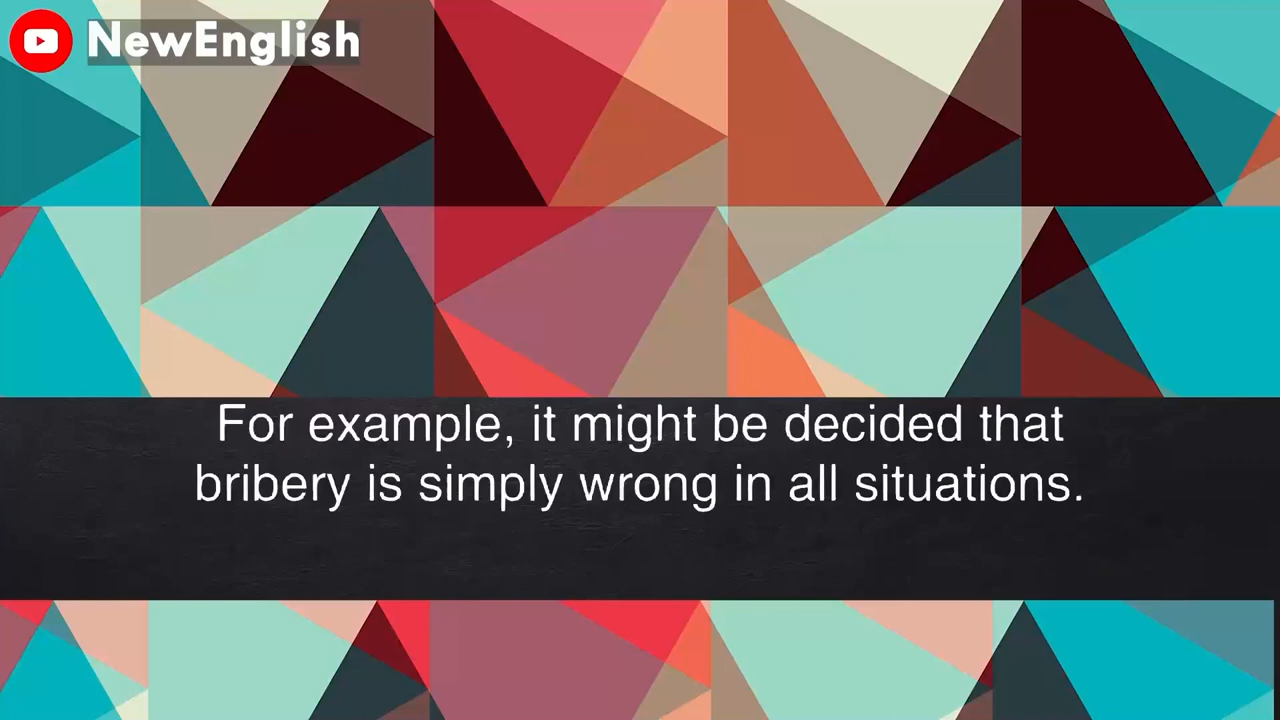 NewEnglish
For example, it might be decided that
bribery is simply wrong in all situations.